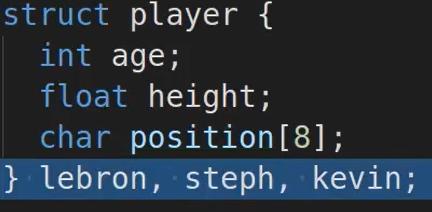 struct player {
  int age;
  float height;
  char position[8];
} lebron, steph, kevin;